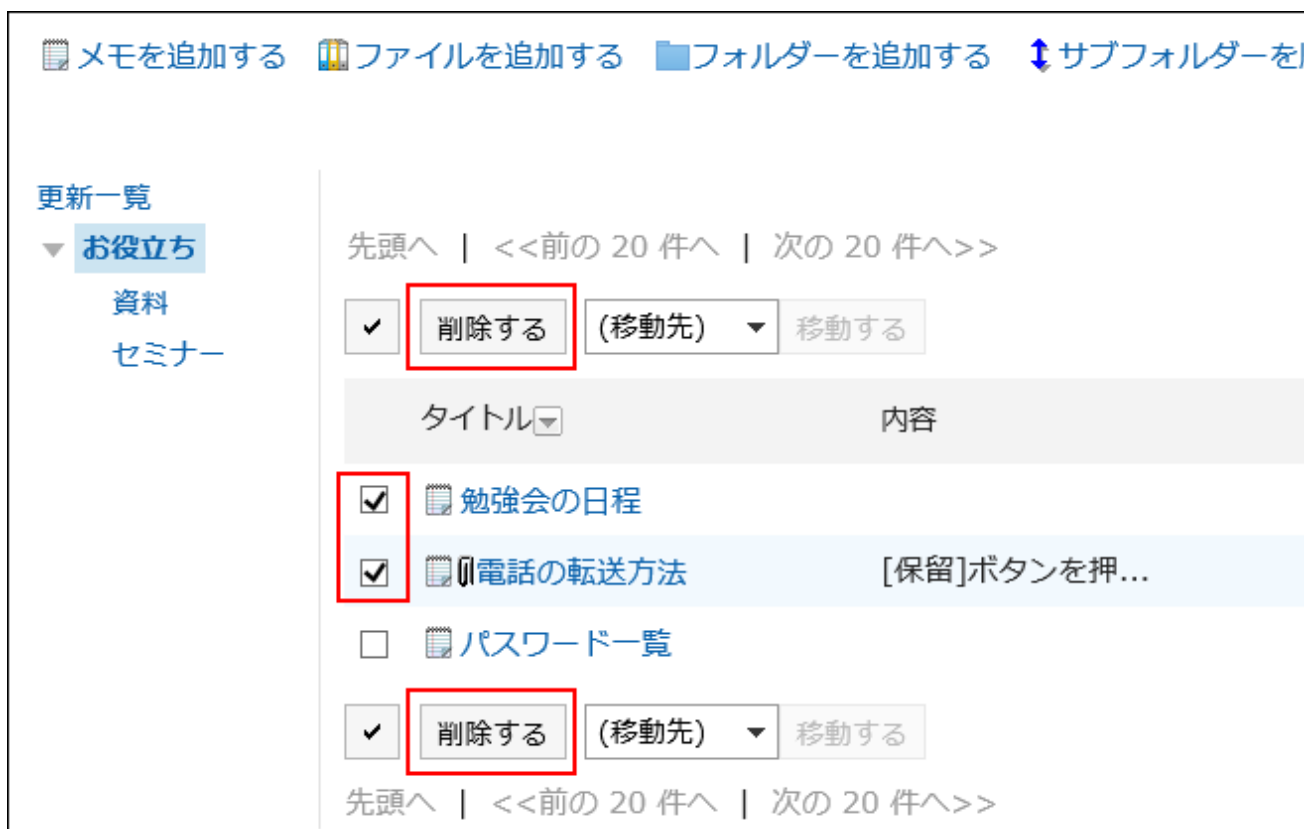 メモを追加する ファイルを追加する フォルダーを追加する サブフォルダーを
更新一覧
お役立ち
資料
セミナー
先頭へ | <<前の 20 件へ | 次の 20 件へ>>
削除する (移動先) 移動する
タイトル 内容
勉強会の日程
電話の転送方法 [保留]ボタンを押...
パスワード一覧
削除する (移動先) 移動する
先頭へ | <<前の 20 件へ | 次の 20 件へ>>